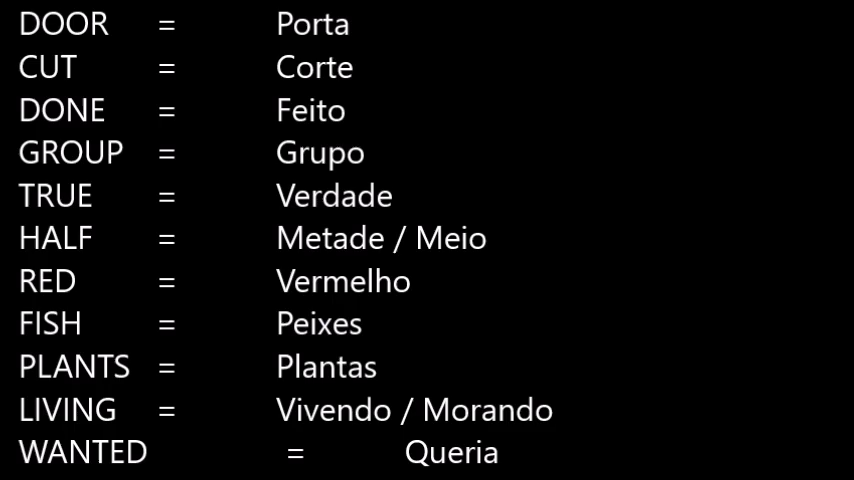 DOOR = Porta
CUT = Corte
DONE = Feito
GROUP = Grupo
TRUE = Verdade
HALF = Metade / Meio
RED = Vermelho
FISH = Peixes
PLANTS = Plantas
LIVING = Vivendo / Morando
WANTED = Queria